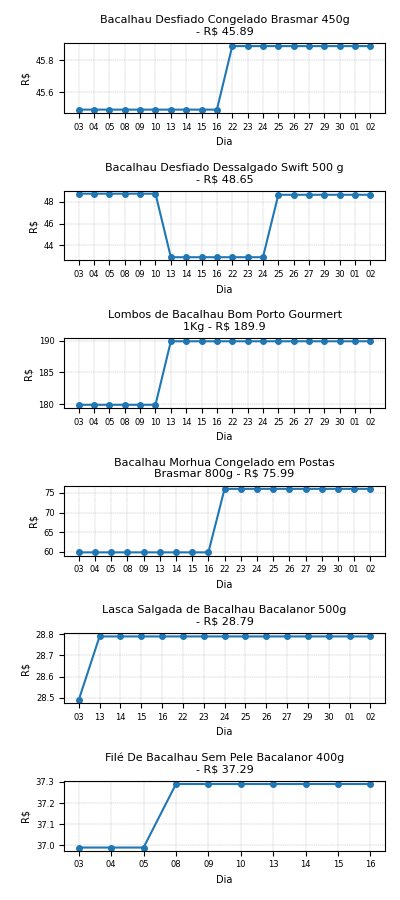 Bacalhau Desfiado Congelado Brasmar 450g
- R$ 45.89
45.8
45.6
R$
03 04 05 08 09 10 13 14 15 16 22 23 24 25 26 27 29 30 01 02
Dia
Bacalhau Desfiado Dessalgado Swift 500 g
- R$ 48.65
48
46
44
R$
03 04 05 08 09 10 13 14 15 16 22 23 24 25 26 27 29 30 01 02
Dia
Lombos de Bacalhau Bom Porto Gourmert
1Kg - R$ 189.9
190
185
180
R$
03 04 05 08 09 10 13 14 15 16 22 23 24 25 26 27 29 30 01 02
Dia
Bacalhau Morhua Congelado em Postas
Brasmar 800g - R$ 75.99
75
70
65
60
R$
03 04 05 08 09 13 14 15 16 22 23 24 25 26 27 29 30 01 02
Dia
Lasca Salgada de Bacalhau Bacalanor 500g
- R$ 28.79
28.8
28.7
28.6
28.5
R$
03 13 14 15 16 22 23 24 25 26 27 29 30 01 02
Dia
Filé De Bacalhau Sem Pele Bacalanor 400g
- R$ 37.29
37.3
37.2
37.1
37.0
R$
03 04 05 08 09 10 13 14 15 16
Dia